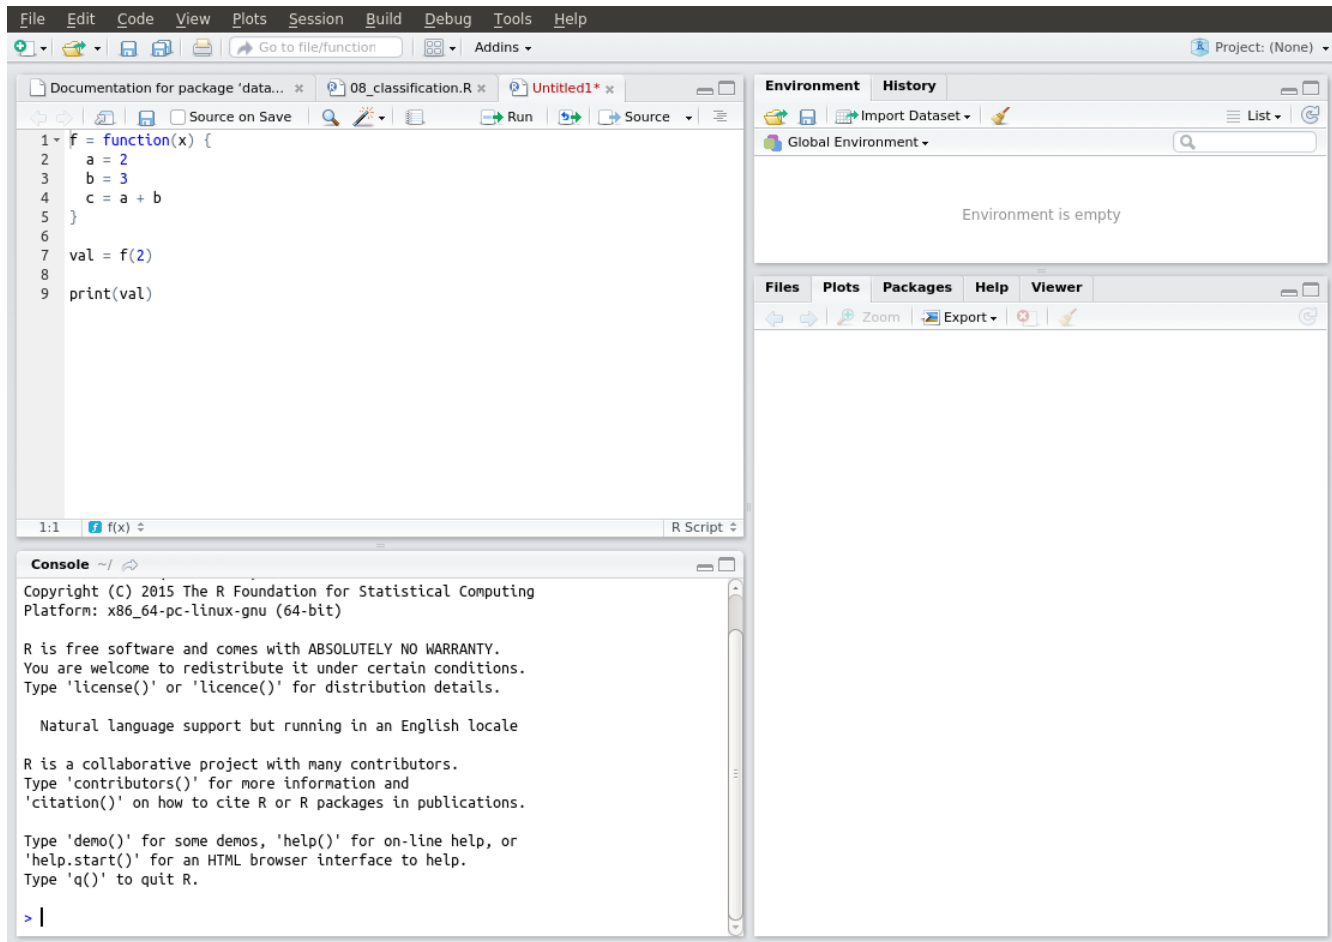 File Edit Code View Plots Session Build Debug Tools Help
Go to file/function Addins Project: (None)
Documentation for package ‘data... 08_classification.R Untitled1*
Source on Save Run Source
1 f = function(x) {
2   a = 2
3   b = 3
4   c = a + b
5 }
6
7 val = f(2)
8
9 print(val)
1:1 f(x) R Script
Console ~/
Copyright (C) 2015 The R Foundation for Statistical Computing
Platform: x86_64-pc-linux-gnu (64-bit)
R is free software and comes with ABSOLUTELY NO WARRANTY.
You are welcome to redistribute it under certain conditions.
Type 'license()' or 'licence()' for distribution details.
Natural language support but running in an English locale
R is a collaborative project with many contributors.
Type 'contributors()' for more information and
'citation()' on how to cite R or R packages in publications.
Type 'demo()' for some demos, 'help()' for on-line help, or
'help.start()' for an HTML browser interface to help.
Type 'q()' to quit R.
>
Environment History
Import Dataset List
Global Environment
Environment is empty
Files Plots Packages Help Viewer
Zoom Export